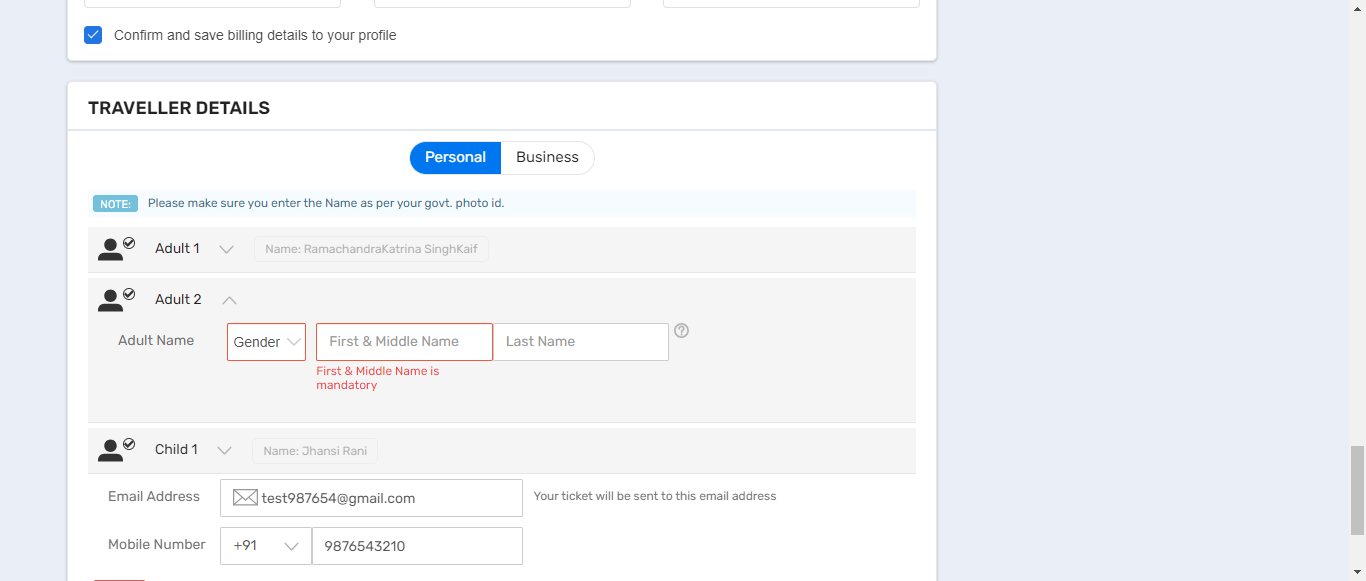 Confirm and save billing details to your profile
TRAVELLER DETAILS
Personal Business
NOTE: Please make sure you enter the Name as per your govt. photo id.
Adult 1 Name: RamachandraKatrina SinghKaif
Adult 2
Adult Name Gender First & Middle Name Last Name ?
First & Middle Name is
mandatory
Child 1 Name: Jhansi Rani
Email Address test987654@gmail.com Your ticket will be sent to this email address
Mobile Number +91 9876543210